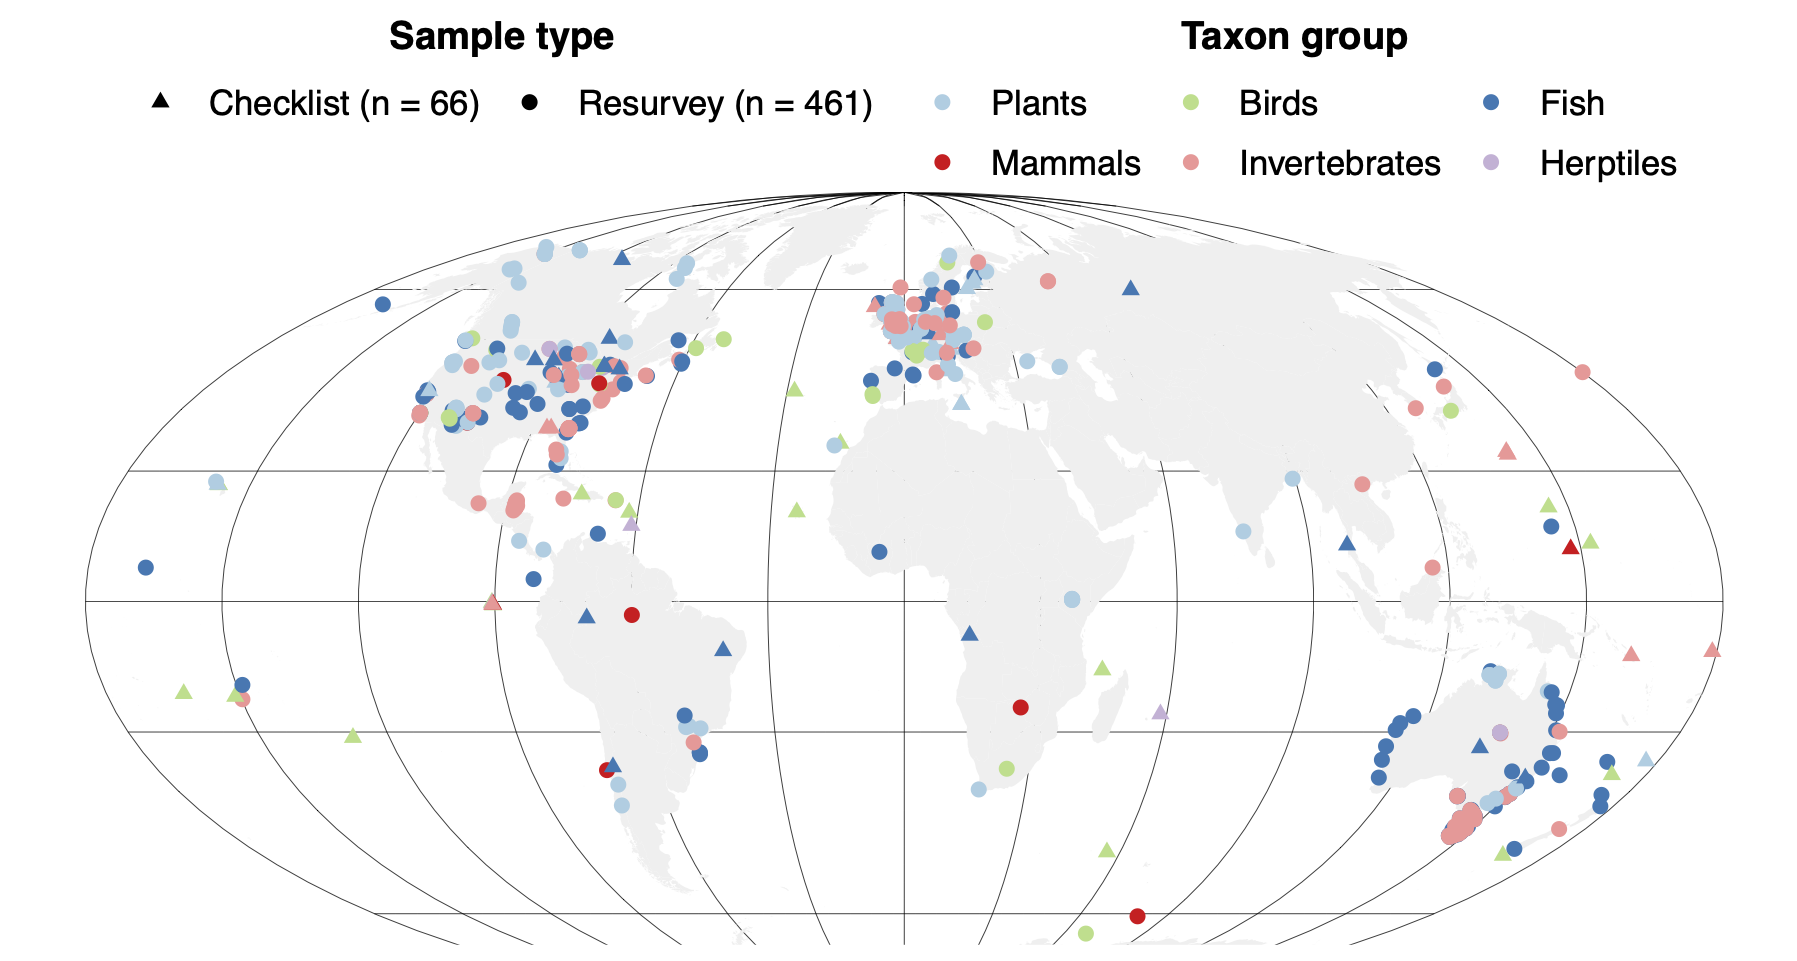 Sample type
Taxon group
Checklist (n = 66)
Resurvey (n = 461)
Plants
Birds
Fish
Mammals
Invertebrates
Herptiles